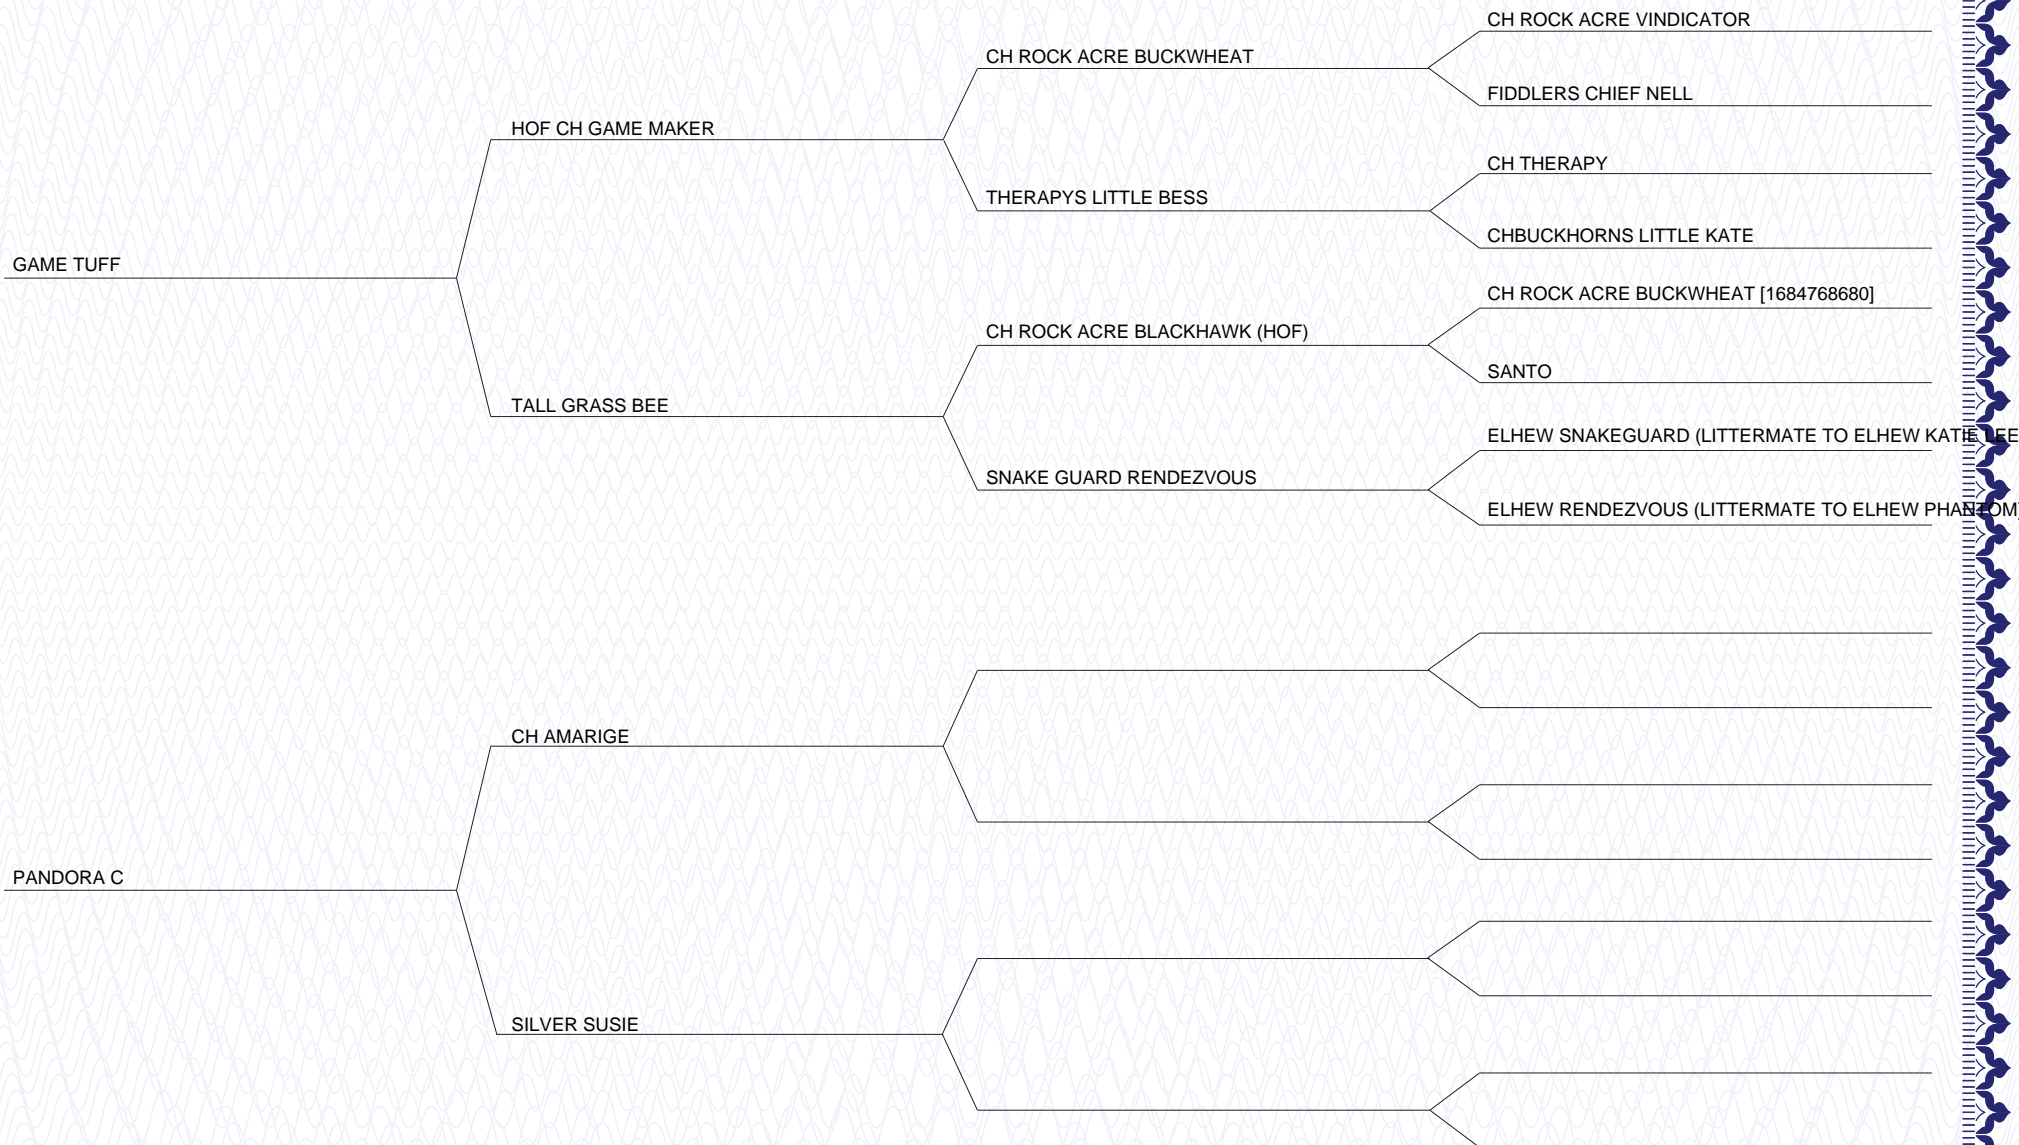 CH ROCK ACRE VINDICATOR
CH ROCK ACRE BUCKWHEAT
FIDDLERS CHIEF NELL
HOF CH GAME MAKER
CH THERAPY
THERAPYS LITTLE BESS
CHBUCKHORNS LITTLE KATE
GAME TUFF
CH ROCK ACRE BUCKWHEAT [1684768680]
CH ROCK ACRE BLACKHAWK (HOF)
SANTO
TALL GRASS BEE
ELHEW SNAKEGUARD (LITTERMATE TO ELHEW KATIE LEE
SNAKE GUARD RENDEZVOUS
ELHEW RENDEZVOUS (LITTERMATE TO ELHEW PHANTOM)
CH AMARIGE
PANDORA C
SILVER SUSIE